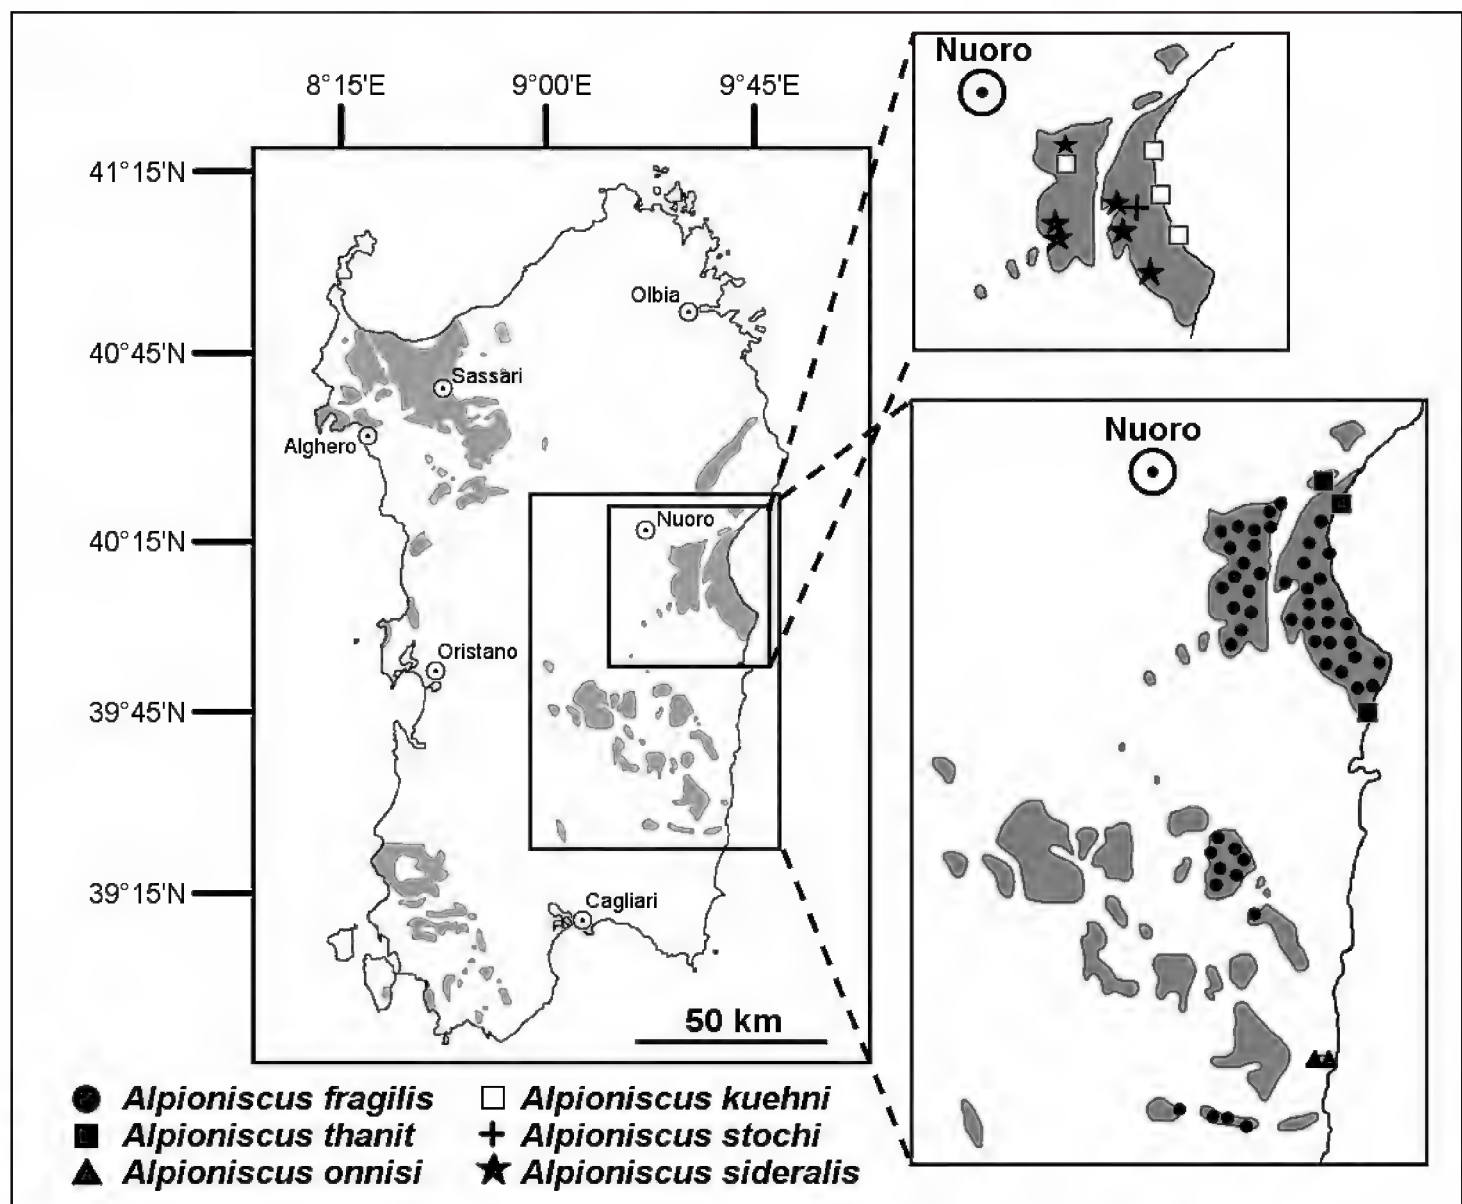 8°15'E 9°00'E 9°45'E
41°15'N
40°45'N
40°15'N
39°45'N
39°15'N
Olbia
Sassari
Alghero
Nuoro
Oristano
Cagliari
50 km
Nuoro
Nuoro
Alpioniscus fragilis
Alpioniscus thanit
Alpioniscus onnisi
Alpioniscus kuehni
Alpioniscus stochi
Alpioniscus sideralis